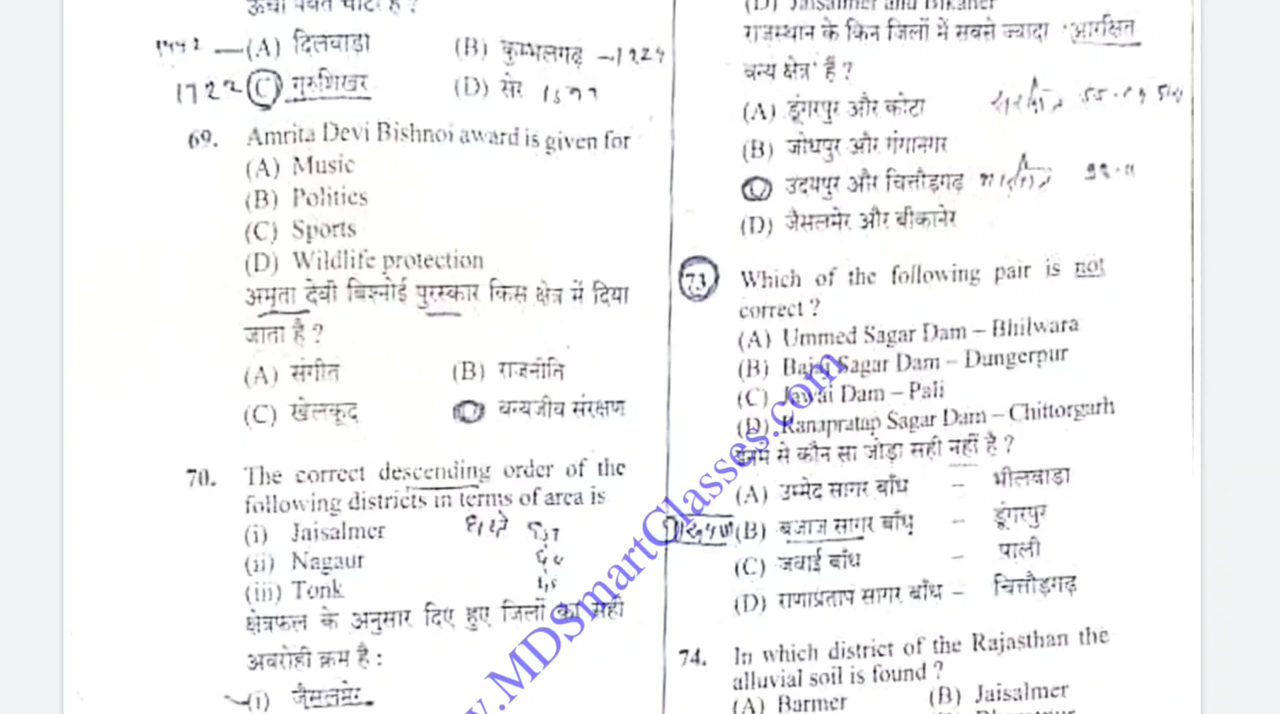 ऊँची पर्वत चोटी है ?
1442 —(A) दिलवाड़ा (B) कुम्भलगढ़ –1224
1722 (C) गुरुशिखर (D) सेर 1597
69. Amrita Devi Bishnoi award is given for
(A) Music
(B) Politics
(C) Sports
(D) Wildlife protection
अमृता देवी बिश्नोई पुरस्कार किस क्षेत्र में दिया
जाता है ?
(A) संगीत (B) राजनीति
(C) खेलकूद वन्यजीव संरक्षण
70. The correct descending order of the
following districts in terms of area is
(i) Jaisalmer
(ii) Nagaur
(iii) Tonk
क्षेत्रफल के अनुसार दिए हुए जिलों का सही
अवरोही क्रम है :
(i) जैसलमेर
(D) Jaisalmer and Bikaner
राजस्थान के किन जिलों में सबसे ज्यादा 'आरक्षित
वन्य क्षेत्र' हैं ?
(A) डूंगरपुर और कोटा
(B) जोधपुर और गंगानगर
उदयपुर और चित्तौड़गढ़
(D) जैसलमेर और बीकानेर
73. Which of the following pair is not
correct ?
(A) Ummed Sagar Dam – Bhilwara
(B) Bajaj Sagar Dam – Dungerpur
(C) Jawai Dam – Pali
(D) Ranapratap Sagar Dam – Chittorgarh
इनमें से कौन सा जोड़ा सही नहीं है ?
(A) उम्मेद सागर बाँध – भीलवाड़ा
(B) बजाज सागर बाँध – डूंगरपुर
(C) जवाई बाँध – पाली
(D) राणाप्रताप सागर बाँध – चित्तौड़गढ़
74. In which district of the Rajasthan the
alluvial soil is found ?
(A) Barmer (B) Jaisalmer
.MDSmartClasses.com